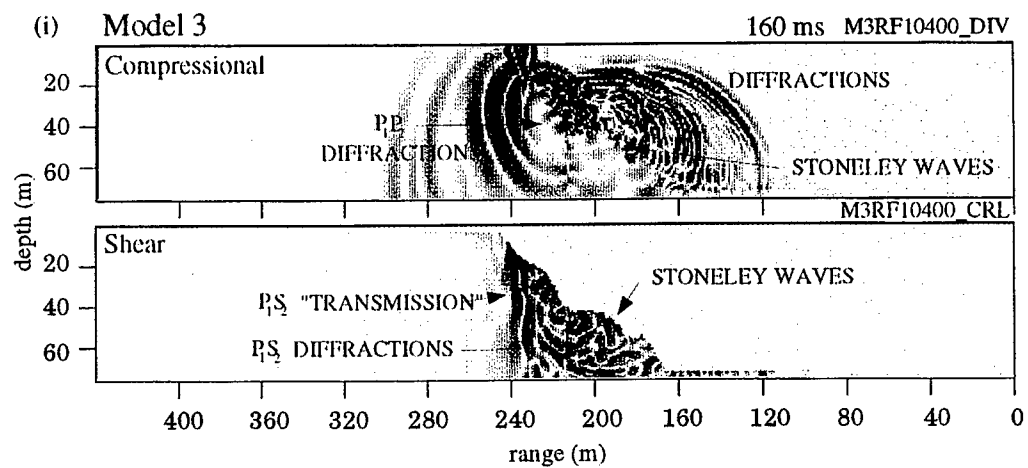 (i) Model 3 160 ms M3RF10400_DIV
Compressional
DIFFRACTIONS
P₁P₂
DIFFRACTION
STONELEY WAVES
20
40
60
M3RF10400_CRL
Shear
STONELEY WAVES
P₁S₂ "TRANSMISSION"
P₁S₂ DIFFRACTIONS
20
40
60
depth (m)
400 360 320 280 240 200 160 120 80 40 0
range (m)